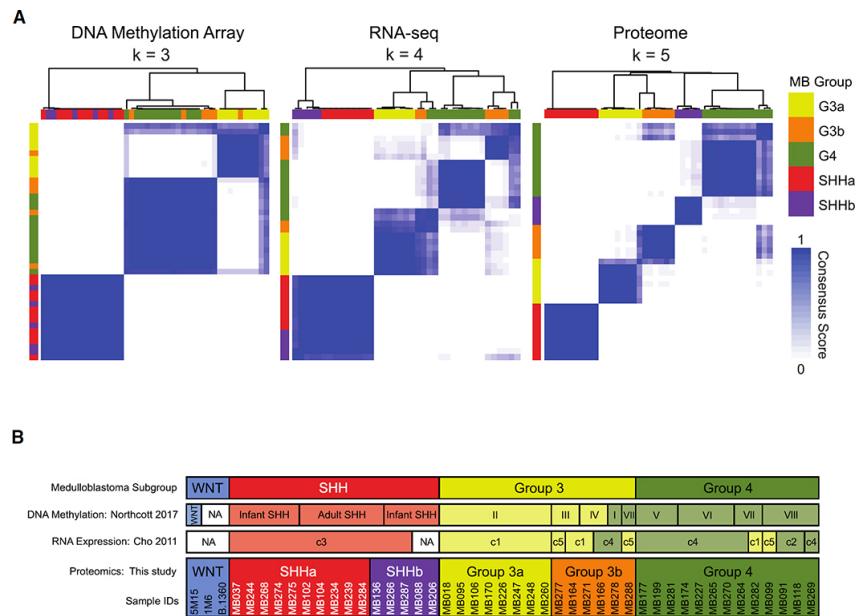 A
DNA Methylation Array
k = 3
RNA-seq
k = 4
Proteome
k = 5
MB Group
G3a
G3b
G4
SHHa
SHHb
1
Consensus Score
0
B
Medulloblastoma Subgroup WNT SHH Group 3 Group 4
DNA Methylation: Northcott 2017 WNT NA Infant SHH Adult SHH Infant SHH II III IV I VII V VI VII VIII
RNA Expression: Cho 2011 NA c3 NA c1 c5 c1 c4 c5 c4 c1 c5 c2 c4
Proteomics: This study WNT SHHa SHHb Group 3a Group 3b Group 4
Sample IDs 5M15 1M6 B.1360 MB037 MB244 MB268 MB274 MB275 MB102 MB104 MB234 MB239 MB284 MB136 MB266 MB287 MB088 MB206 MB018 MB095 MB106 MB170 MB226 MB247 MB248 MB260 MB277 MB164 MB271 MB166 MB278 MB288 MB177 MB199 MB281 MB174 MB227 MB265 MB270 MB264 MB282 MB099 MB091 MB118 MB269